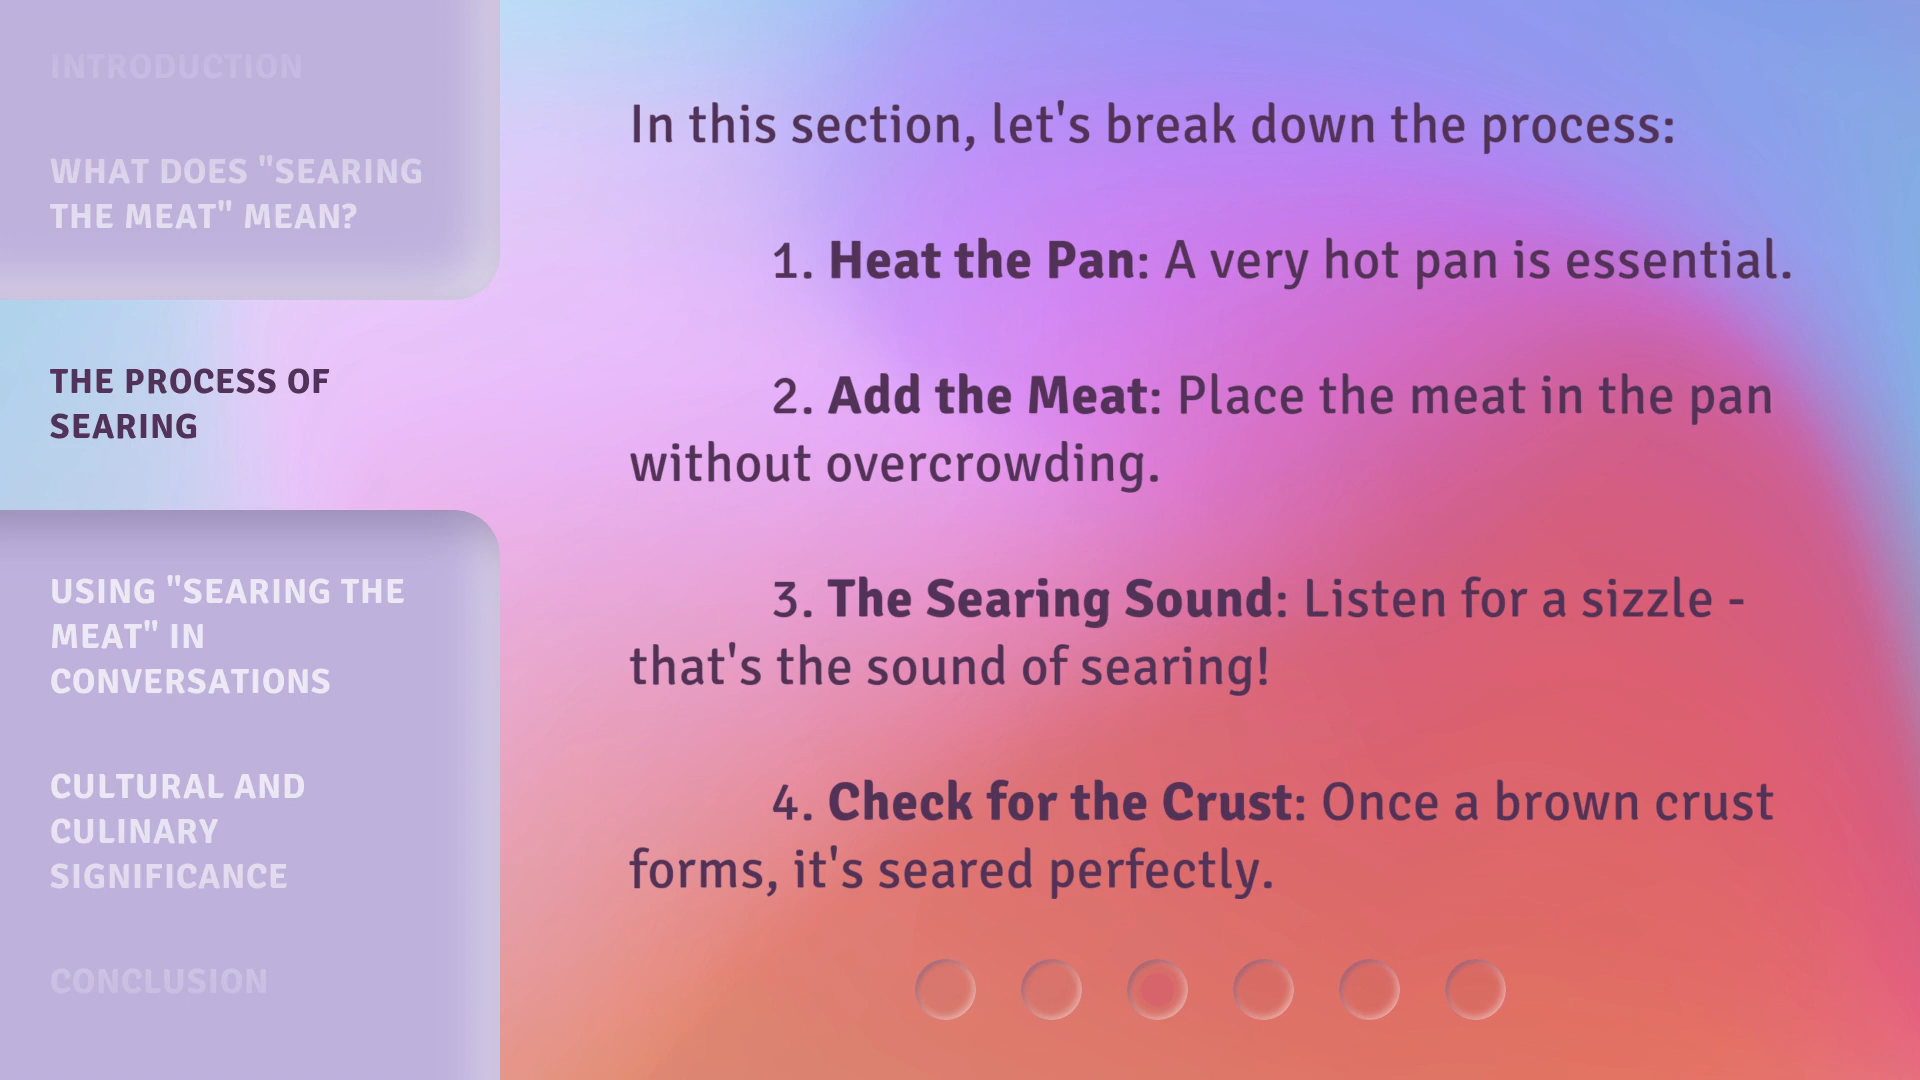 INTRODUCTION
WHAT DOES "SEARING
THE MEAT" MEAN?
THE PROCESS OF
SEARING
USING "SEARING THE
MEAT" IN
CONVERSATIONS
CULTURAL AND
CULINARY
SIGNIFICANCE
CONCLUSION
In this section, let's break down the process:
1. Heat the Pan: A very hot pan is essential.
2. Add the Meat: Place the meat in the pan
without overcrowding.
3. The Searing Sound: Listen for a sizzle -
that's the sound of searing!
4. Check for the Crust: Once a brown crust
forms, it's seared perfectly.